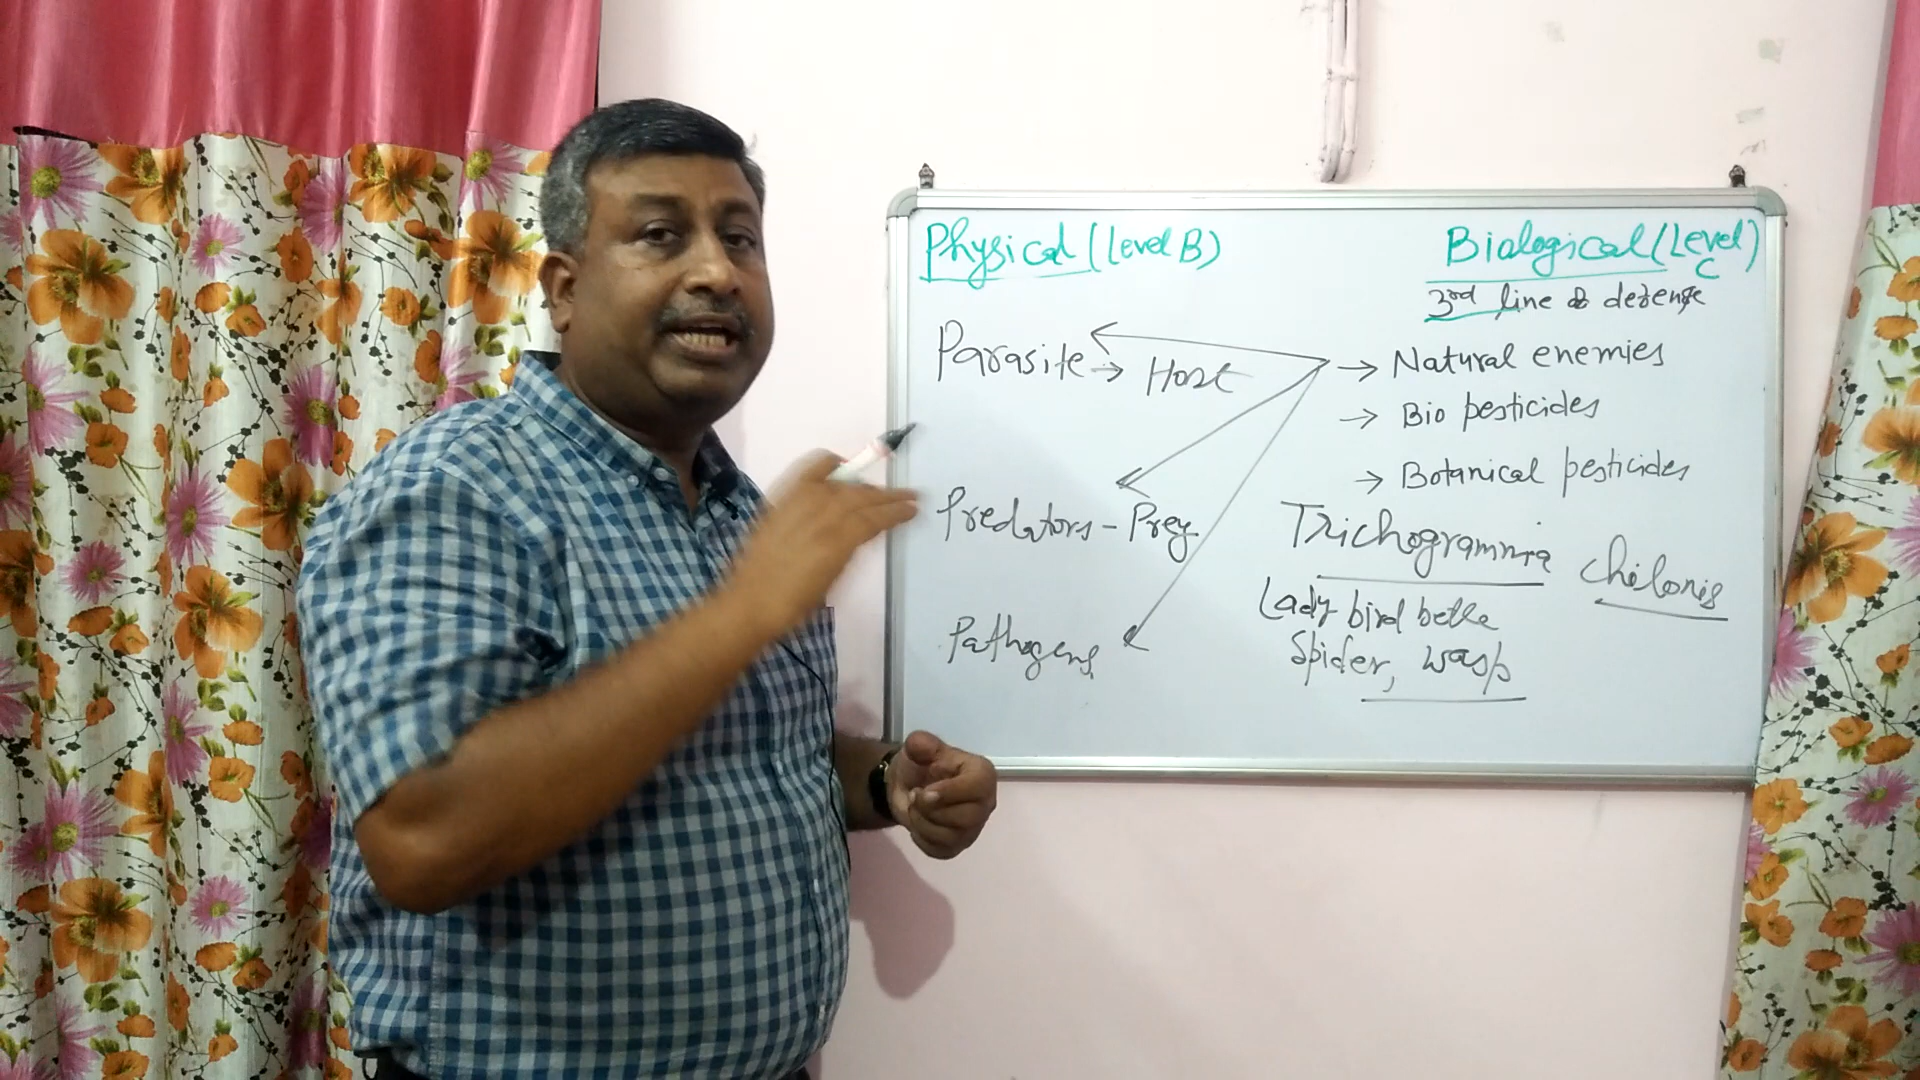 Physical (Level B)
Biological (Level C)
3rd line of defense
Parasite → Host
→ Natural enemies
→ Bio pesticides
→ Botanical pesticides
Predators - Prey
Trichogramma chilonis
Lady bird betle
Spider, wasp
Pathogens